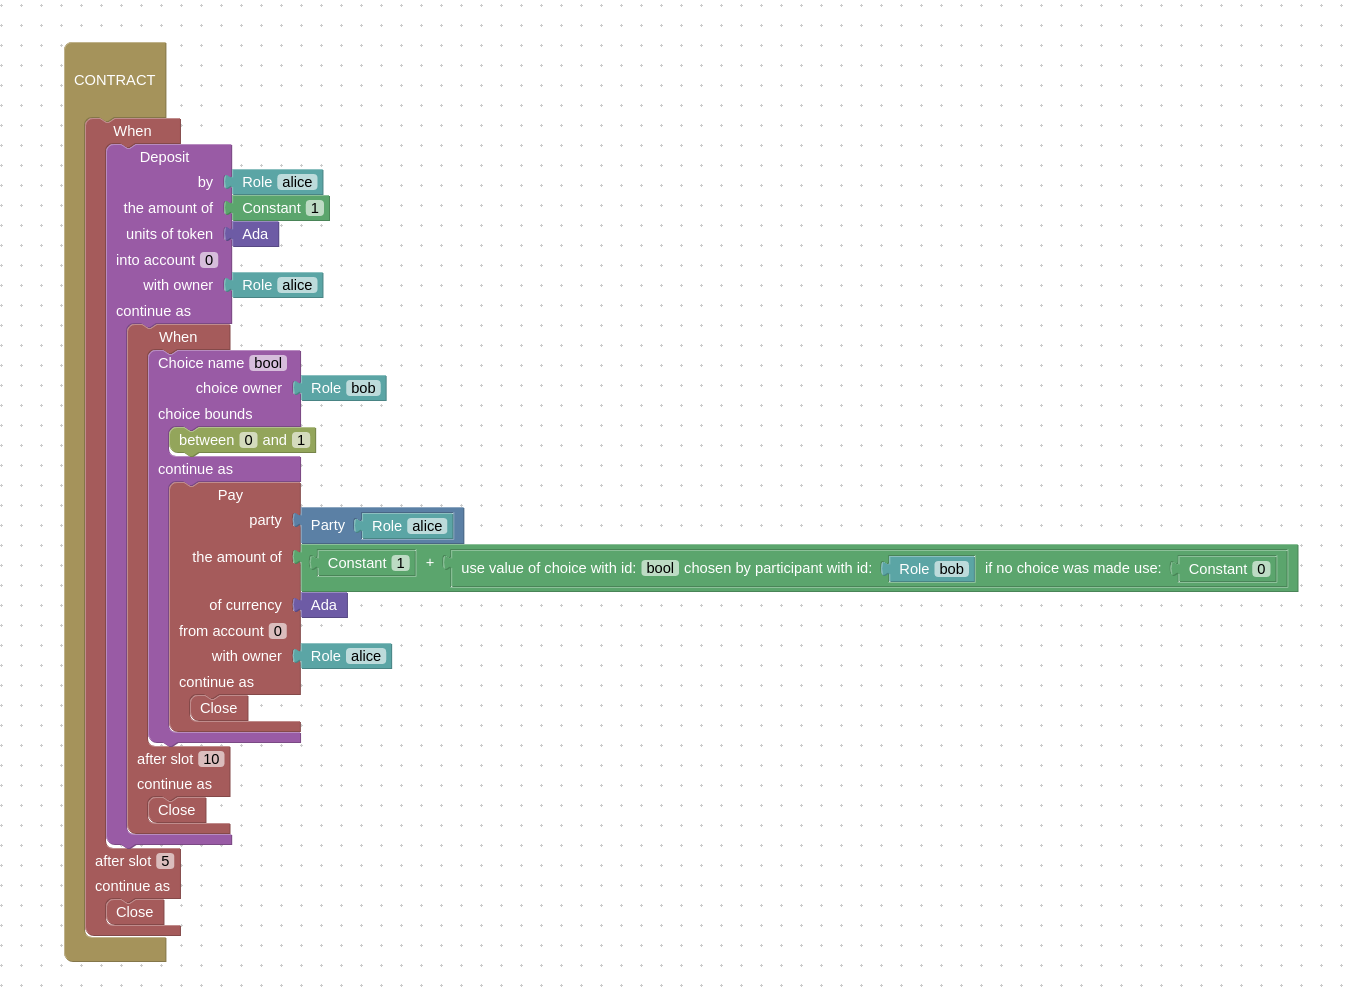 CONTRACT
When
Deposit
by Role alice
the amount of Constant 1
units of token Ada
into account 0
with owner Role alice
continue as
When
Choice name bool
choice owner Role bob
choice bounds
between 0 and 1
continue as
Pay
party Party Role alice
the amount of Constant 1 + use value of choice with id: bool chosen by participant with id: Role bob if no choice was made use: Constant 0
of currency Ada
from account 0
with owner Role alice
continue as
Close
after slot 10
continue as
Close
after slot 5
continue as
Close